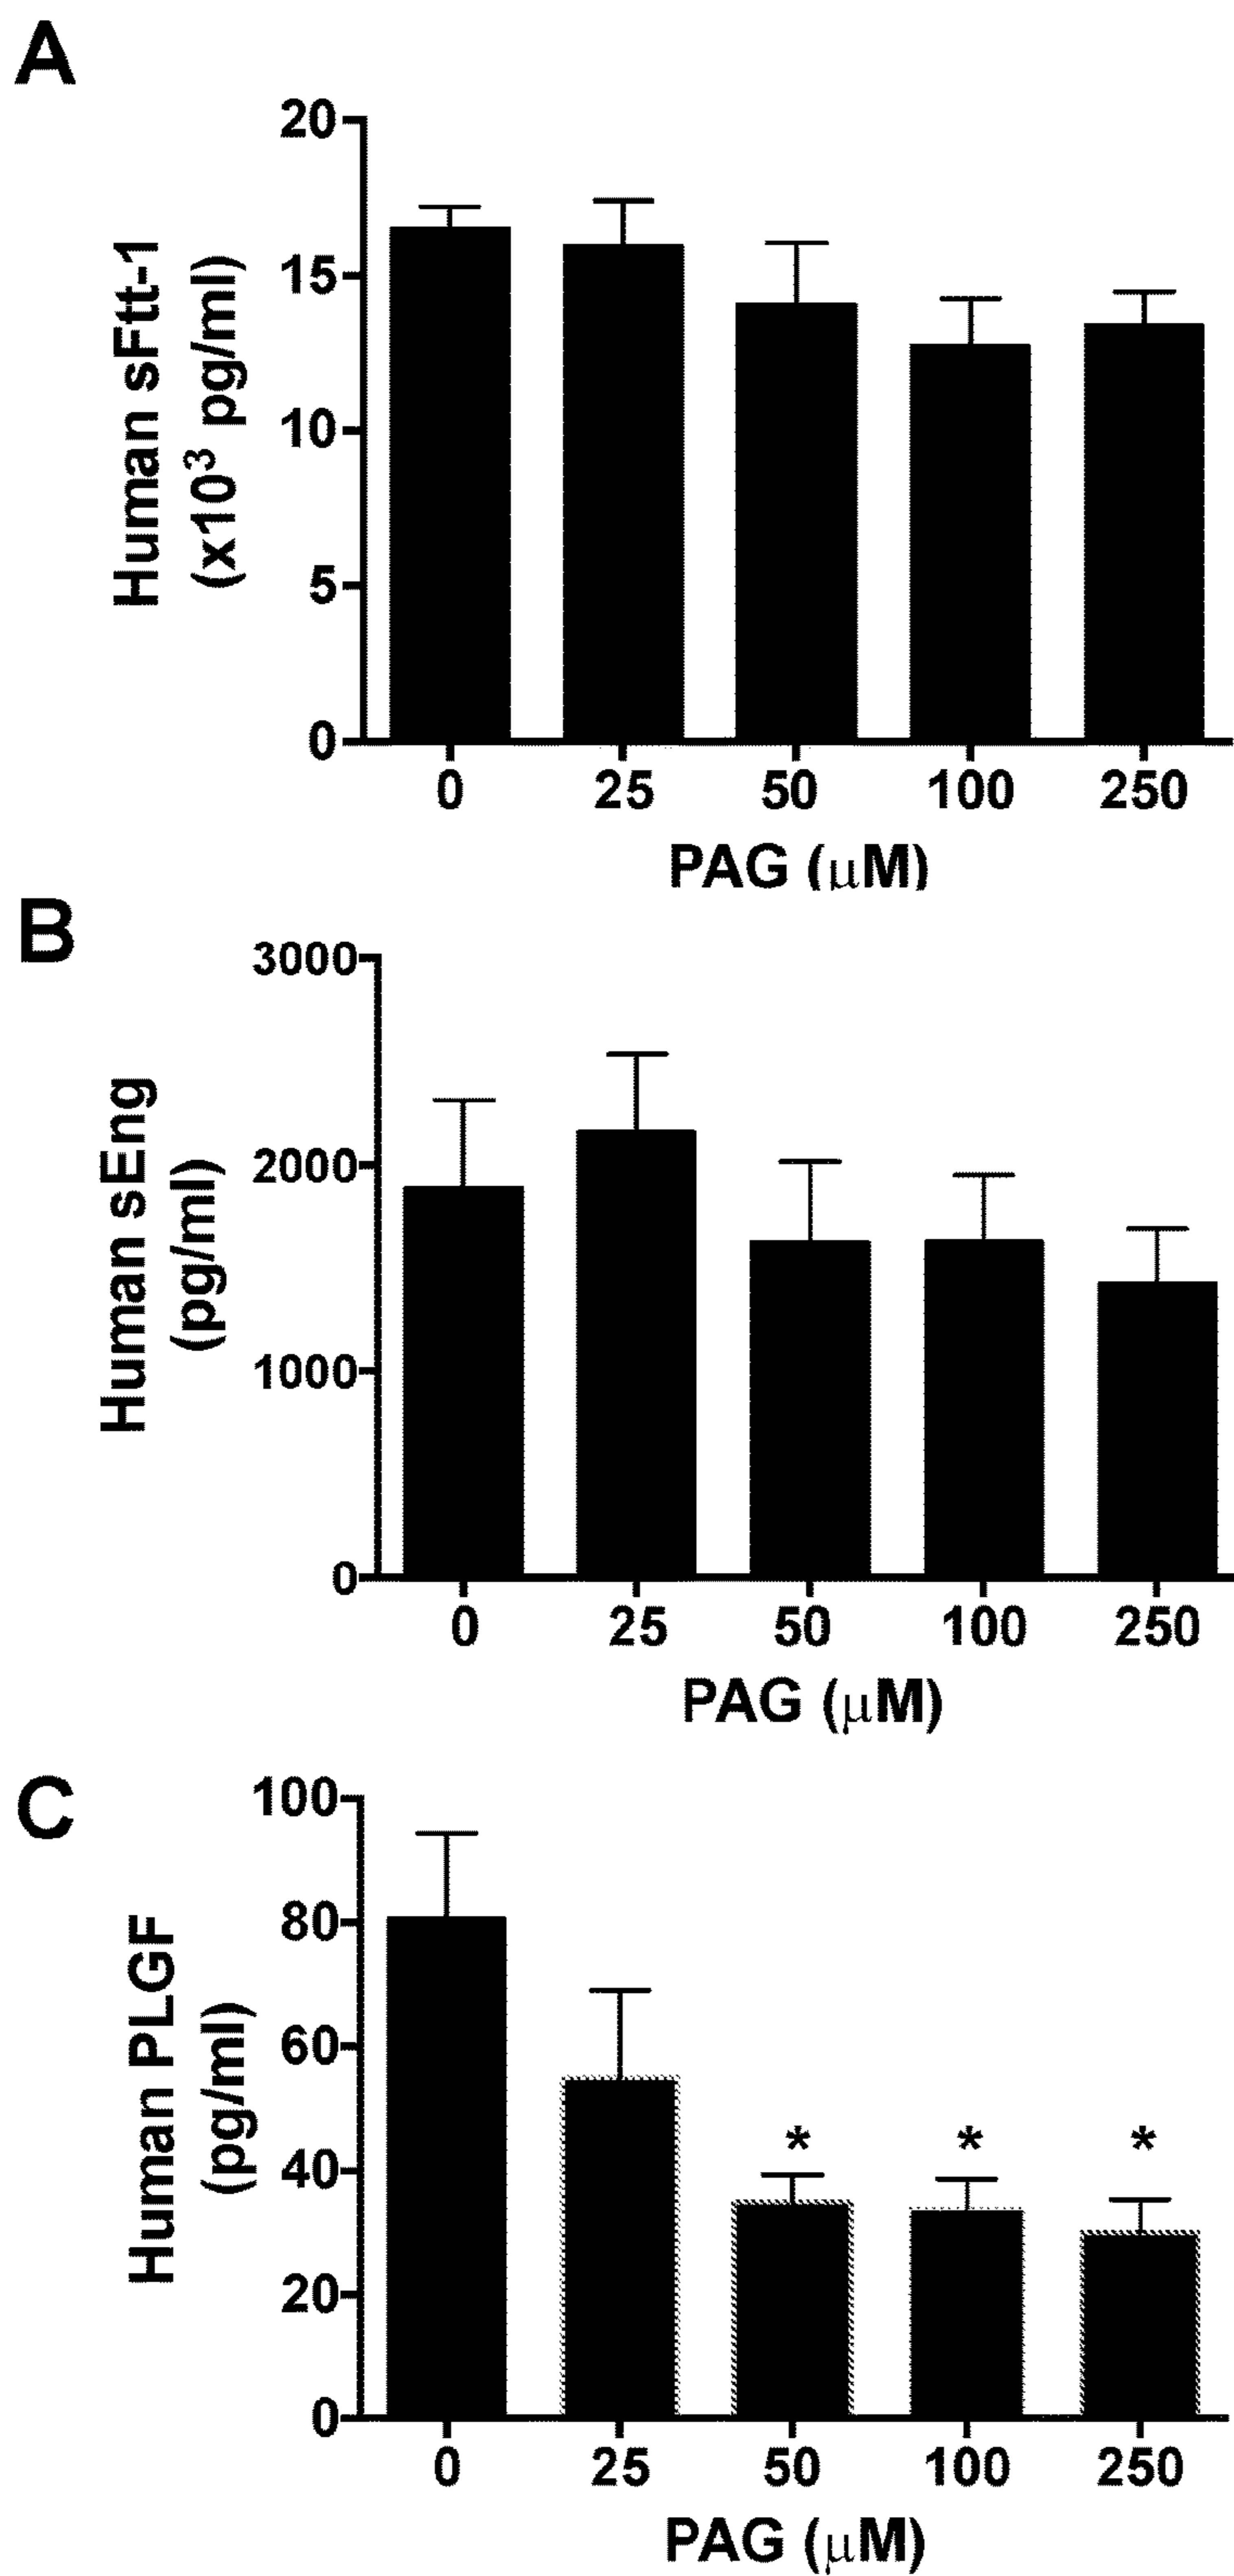 A
20
15
10
5
0
Human sFtt-1
(x10³ pg/ml)
0 25 50 100 250
PAG (μM)
B
3000
2000
1000
0
Human sEng
(pg/ml)
0 25 50 100 250
PAG (μM)
C
100
80
60
40
20
0
Human PLGF
(pg/ml)
* * *
0 25 50 100 250
PAG (μM)